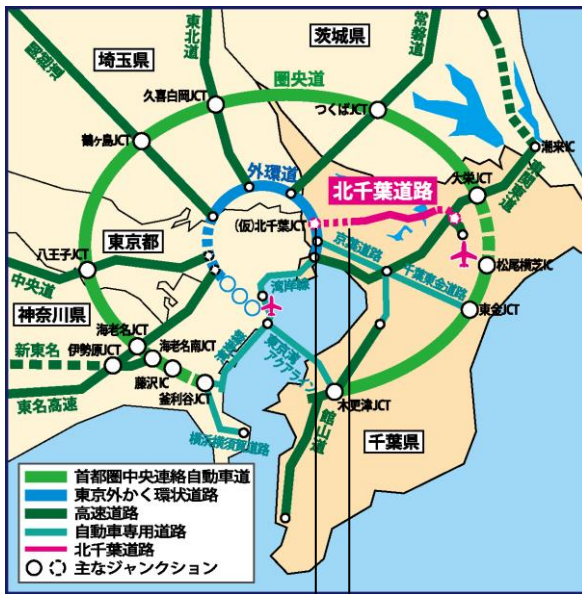 東北道
茨城県
常磐道
埼玉県
関越道
久喜白岡JCT
圏央道
つくばJCT
潮来IC
鶴ヶ島JCT
外環道
大栄JCT
東関東道
北千葉道路
(仮)北千葉JCT
東京都
京葉道路
八王子JCT
湾岸線
千葉東金道路
松尾横芝IC
中央道
神奈川県
東金JCT
海老名JCT
新東名
伊勢原JCT
海老名南JCT
湾岸線
東京湾
アクアライン
藤沢IC
東名高速
釜利谷JCT
木更津JCT
館山道
横浜横須賀道路
千葉県
首都圏中央連絡自動車道
東京外かく環状道路
高速道路
自動車専用道路
北千葉道路
主なジャンクション